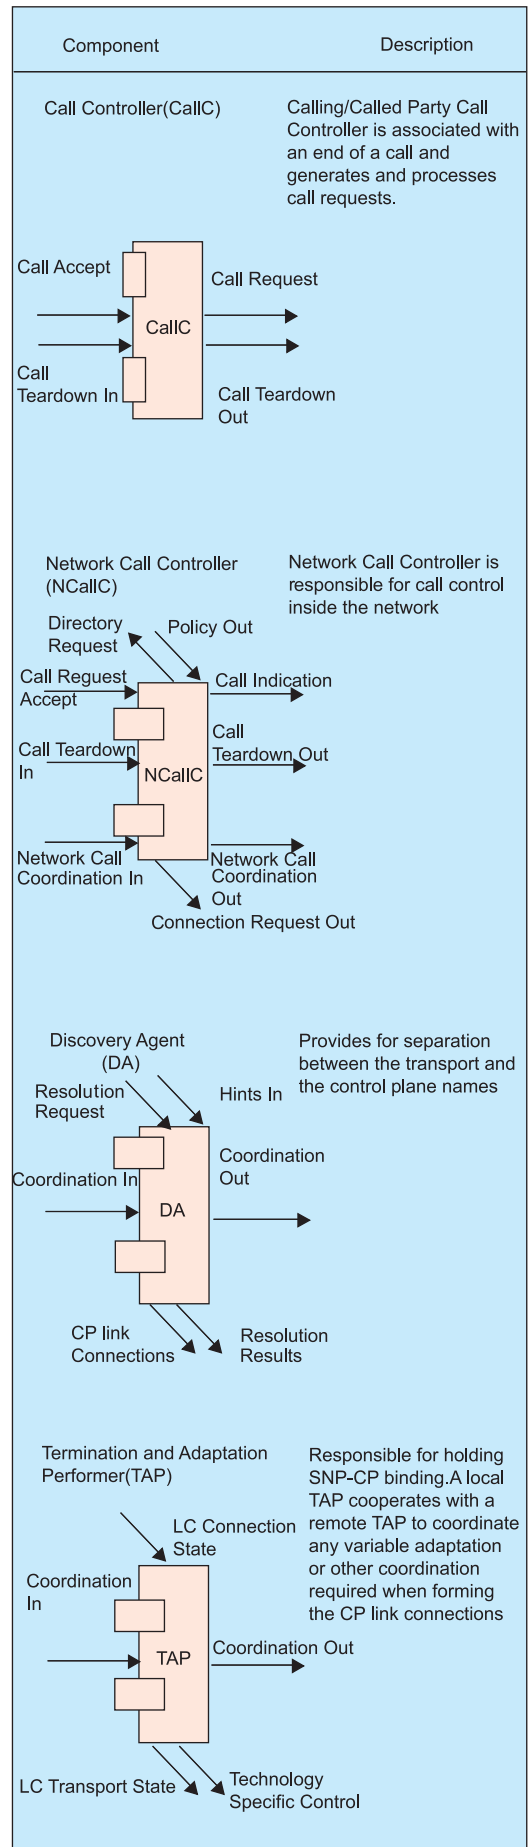 Component
Description
Call Controller(CallC)
Calling/Called Party Call
Controller is associated with
an end of a call and
generates and processes
call requests.
Call Accept
Call Request
CallC
Call
Teardown In
Call Teardown
Out
Network Call Controller
(NCallC)
Network Call Controller is
responsible for call control
inside the network
Directory
Request
Policy Out
Call Reguest
Accept
Call Indication
Call Teardown
In
Call
Teardown Out
NCallC
Network Call
Coordination In
Network Call
Coordination
Out
Connection Request Out
Discovery Agent
(DA)
Provides for separation
between the transport and
the control plane names
Resolution
Request
Hints In
Coordination In
Coordination
Out
DA
CP link
Connections
Resolution
Results
Termination and Adaptation
Performer(TAP)
Responsible for holding
SNP-CP binding.A local
TAP cooperates with a
remote TAP to coordinate
any variable adaptation
or other coordination
required when forming
the CP link connections
LC Connection
State
Coordination
In
TAP
Coordination Out
LC Transport State
Technology
Specific Control